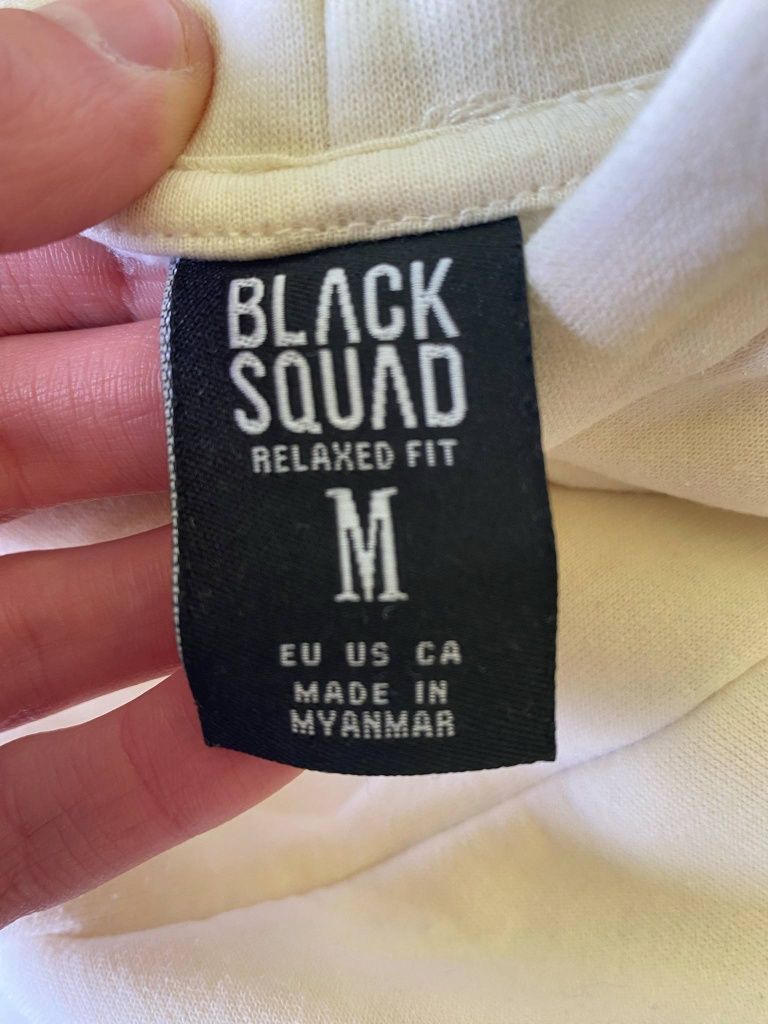 BLACK
SQUAD
RELAXED FIT
M
EU US CA
MADE IN
MYANMAR